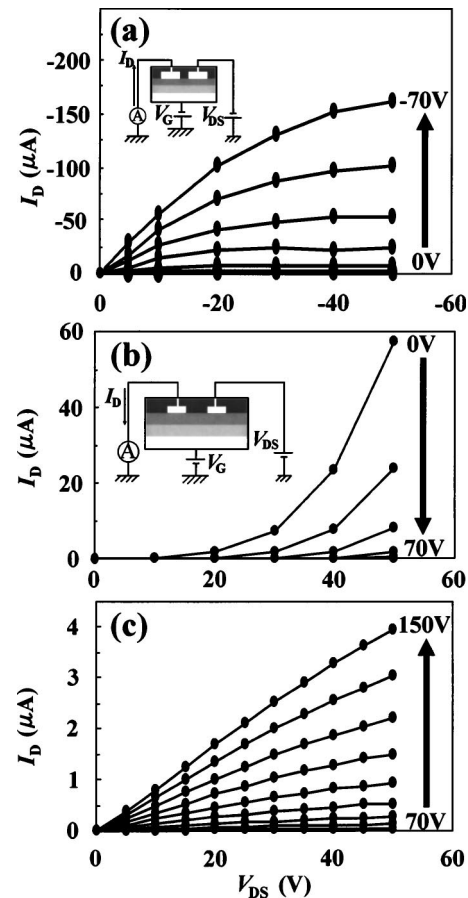 (a)
-200
-150
-100
-50
0
I_D (μA)
I_D
A
V_G
V_DS
-70V
0V
0
-20
-40
-60
(b)
60
40
20
0
I_D (μA)
I_D
A
V_G
V_DS
0V
70V
0
20
40
60
(c)
4
3
2
1
0
I_D (μA)
150V
70V
0
20
40
60
V_DS (V)